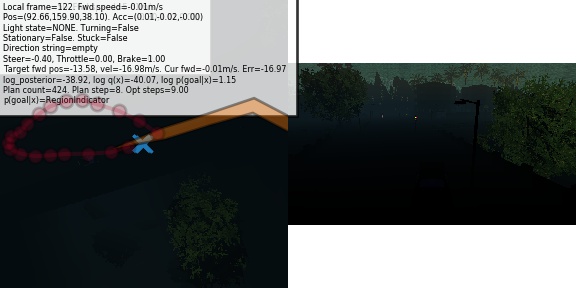 Local frame=122. Fwd speed=-0.01m/s
Pos=(92.66,159.90,38.10). Acc=(0.01,-0.02,-0.00)
Light state=NONE. Turning=False
Stationary=False. Stuck=False
Direction string=empty
Steer=-0.40, Throttle=0.00, Brake=1.00
Target fwd pos=-13.58, vel=-16.98m/s. Cur fwd=-0.01m/s. Err=-16.97
log_posterior=-38.92, log q(x)=-40.07, log p(goal|x)=1.15
Plan count=424. Plan step=8. Opt steps=9.00
p(goal|x)=RegionIndicator